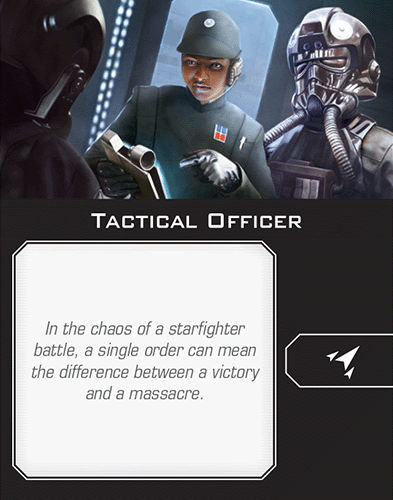 Tactical Officer
In the chaos of a starfighter
battle, a single order can mean
the difference between a victory
and a massacre.